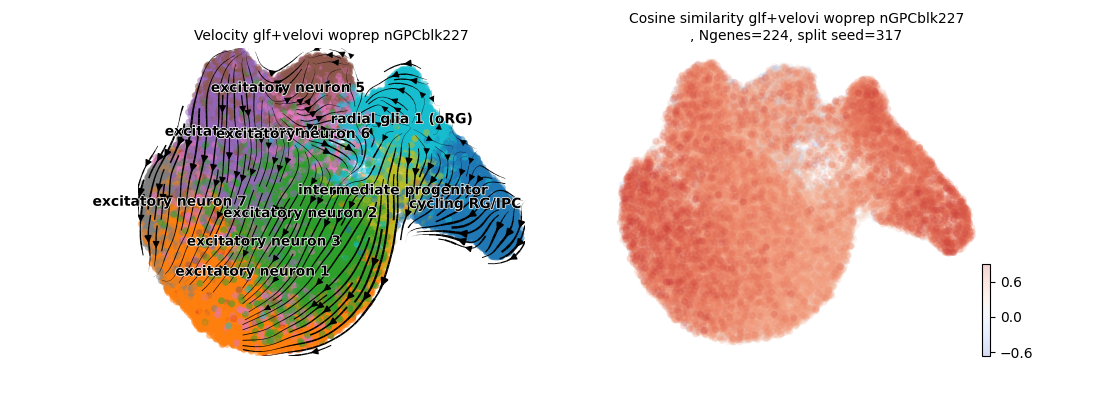 Velocity glf+velovi woprep nGPCblk227
excitatory neuron 5
radial glia 1 (oRG)
excitatory neuron 6
intermediate progenitor
excitatory neuron 7
cycling RG/IPC
excitatory neuron 2
excitatory neuron 3
excitatory neuron 1
Cosine similarity glf+velovi woprep nGPCblk227
, Ngenes=224, split seed=317
0.6
0.0
−0.6